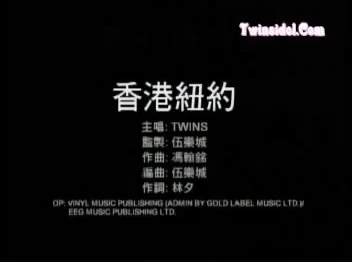 Twinsidol.Com
香港紐約
主唱: TWINS
監製: 伍樂城
作曲: 馮翰銘
編曲: 伍樂城
作詞: 林夕
OP: VINYL MUSIC PUBLISHING (ADMIN BY GOLD LABEL MUSIC LTD.)/
EEG MUSIC PUBLISHING LTD.